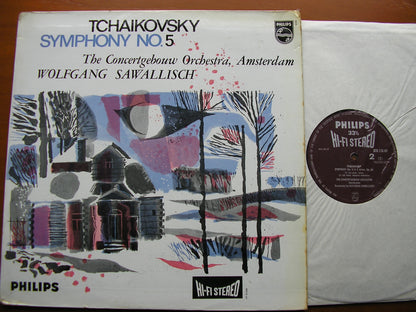 TCHAIKOVSKY
SYMPHONY NO. 5
The Concertgebouw Orchestra, Amsterdam
WOLFGANG SAWALLISCH
PHILIPS
PHILIPS
HI-FI STEREO
PHILIPS
33⅓
HI-FI STEREO
2